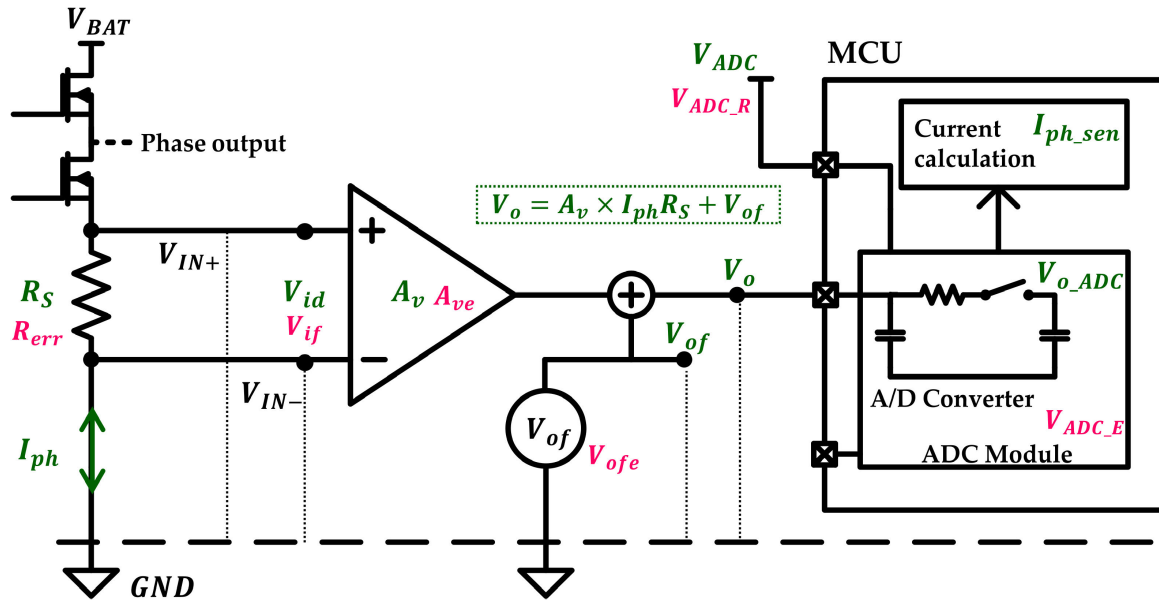 V_BAT
Phase output
V_IN+
R_S
R_err
V_id
V_if
V_IN−
I_ph
GND
+
−
A_v A_ve
V_o = A_v × I_ph R_S + V_of
+
V_o
V_of
V_of
V_ofe
V_ADC
V_ADC_R
MCU
Current
calculation
I_ph_sen
V_o_ADC
A/D Converter
V_ADC_E
ADC Module